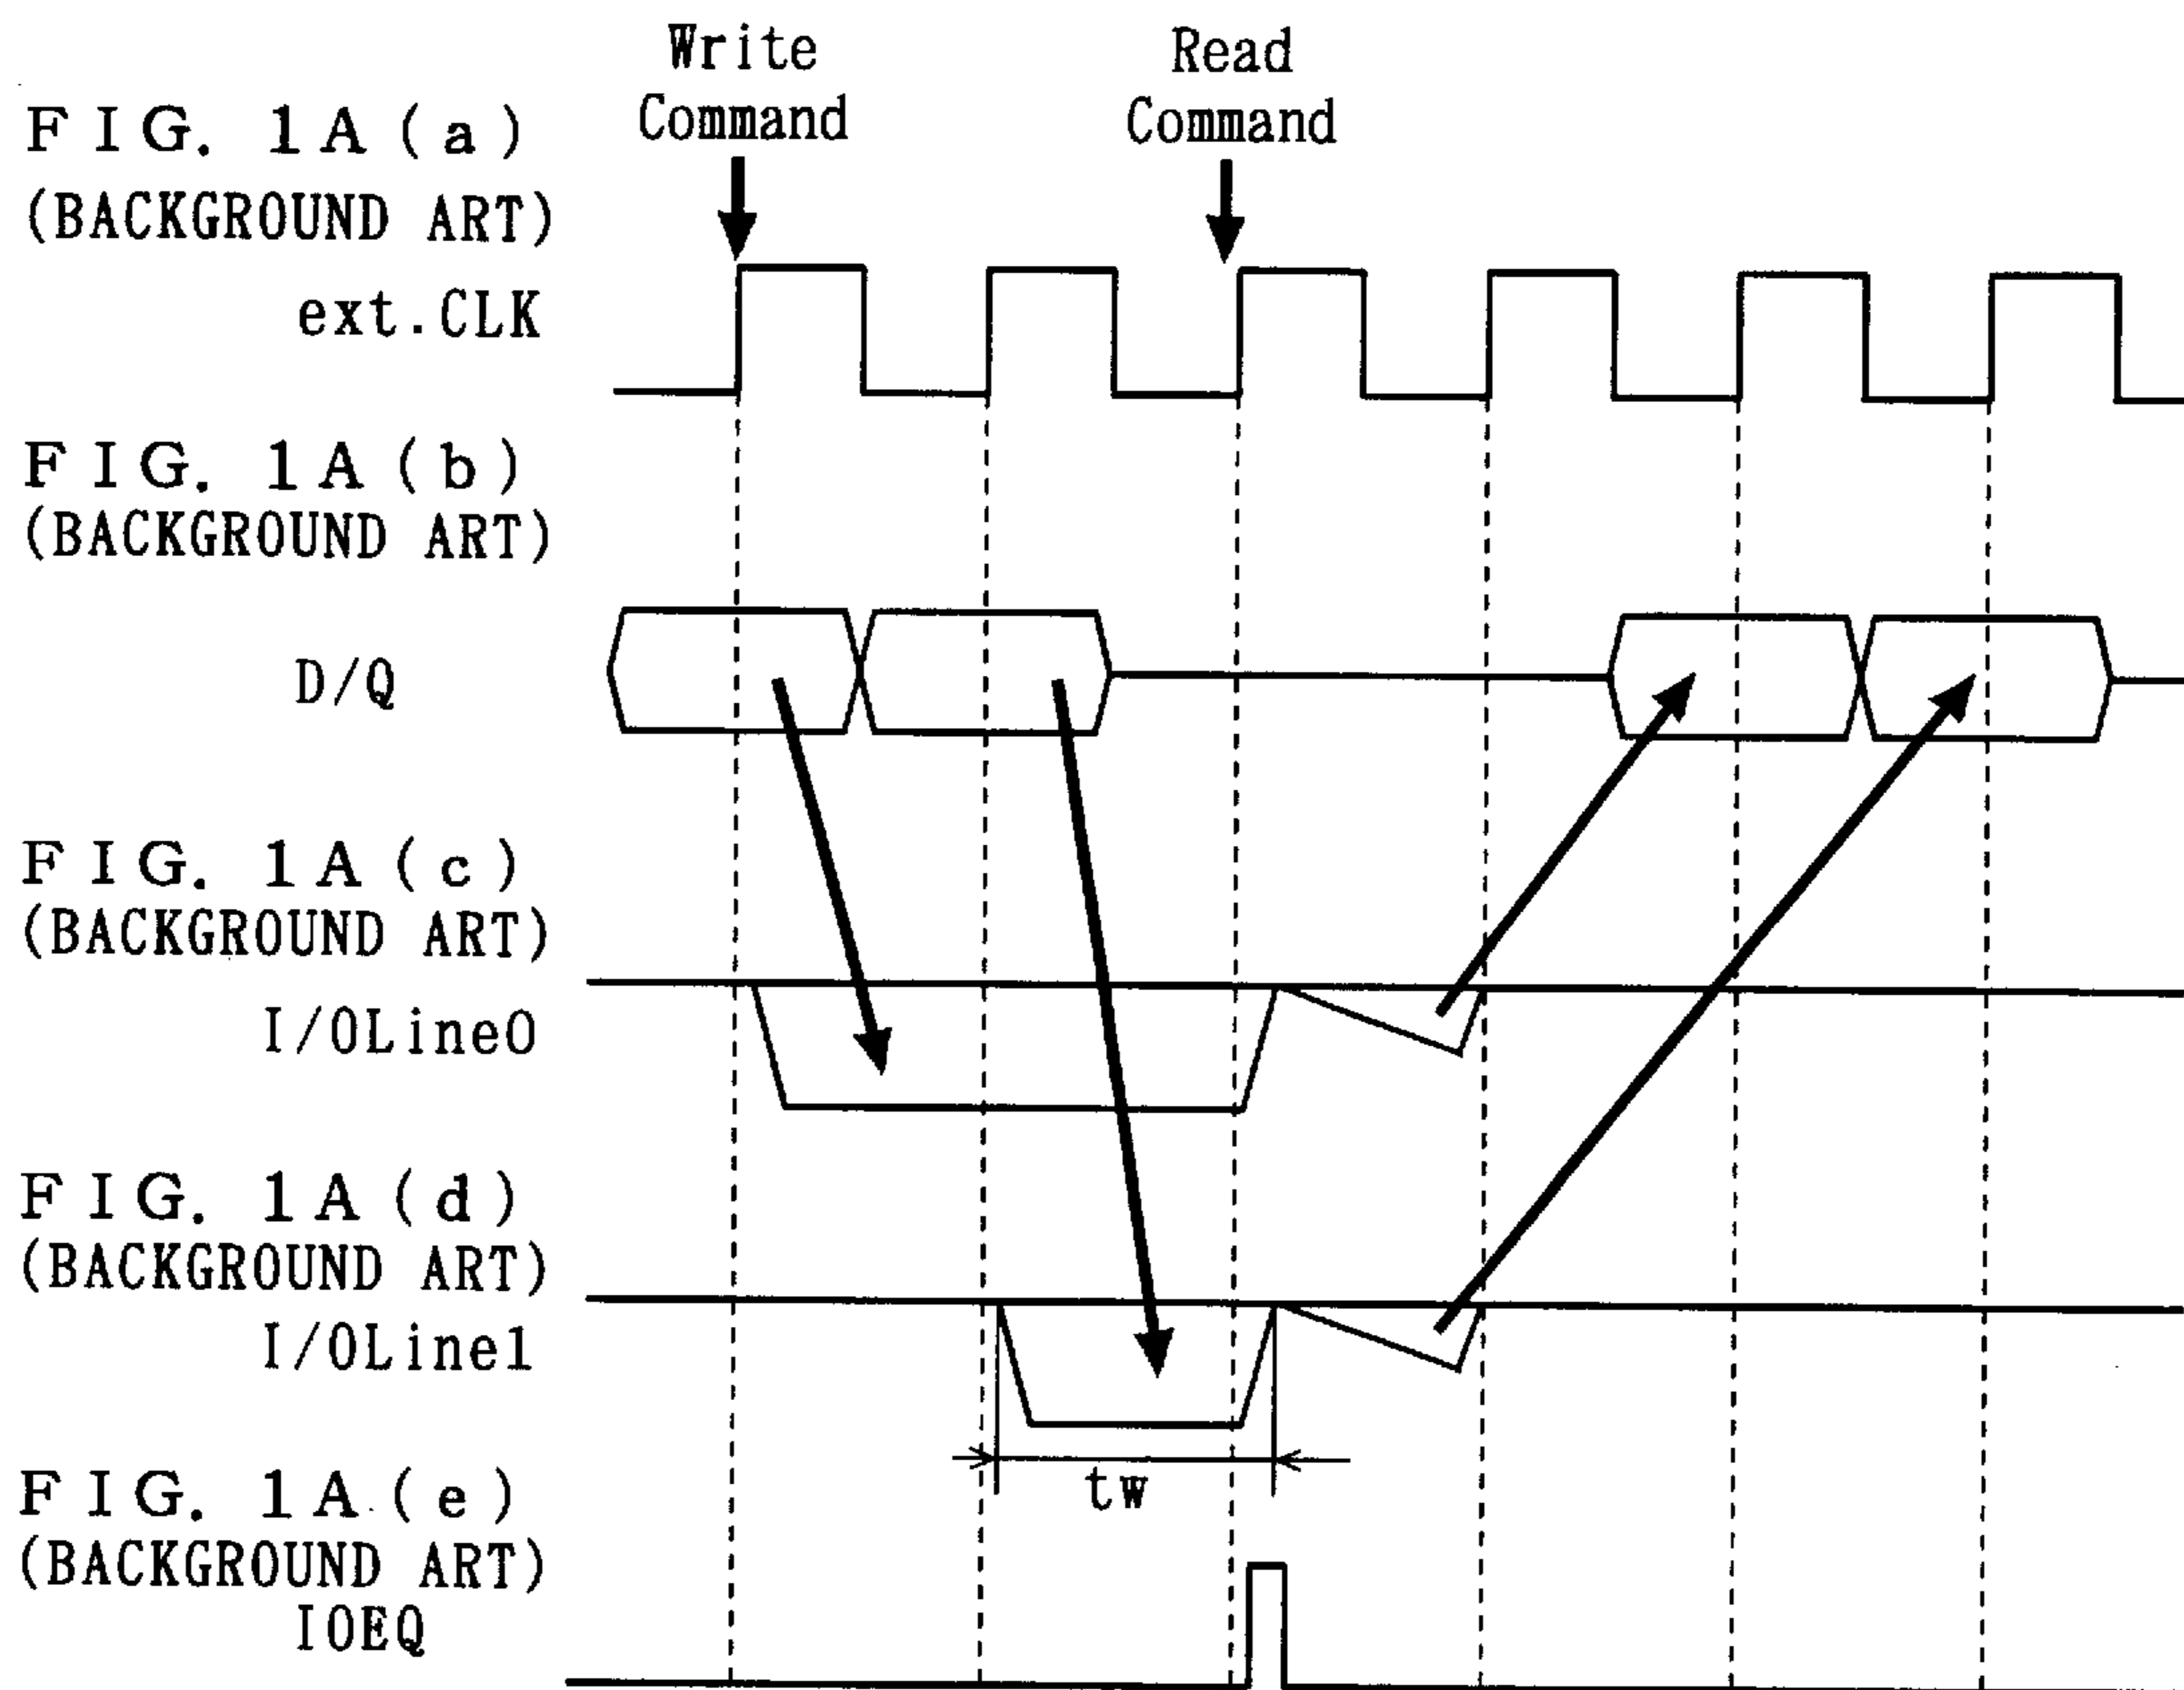 Write
Command
Read
Command
FIG. 1A(a)
(BACKGROUND ART)
ext.CLK
FIG. 1A(b)
(BACKGROUND ART)
D/Q
FIG. 1A(c)
(BACKGROUND ART)
I/OLine0
FIG. 1A(d)
(BACKGROUND ART)
I/OLine1
tw
FIG. 1A(e)
(BACKGROUND ART)
IOEQ